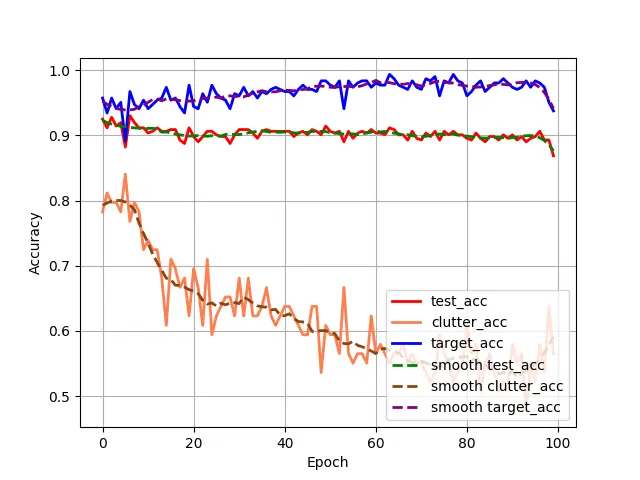 1.0
0.9
0.8
0.7
0.6
0.5
Accuracy
test_acc
clutter_acc
target_acc
smooth test_acc
smooth clutter_acc
smooth target_acc
0 20 40 60 80 100
Epoch